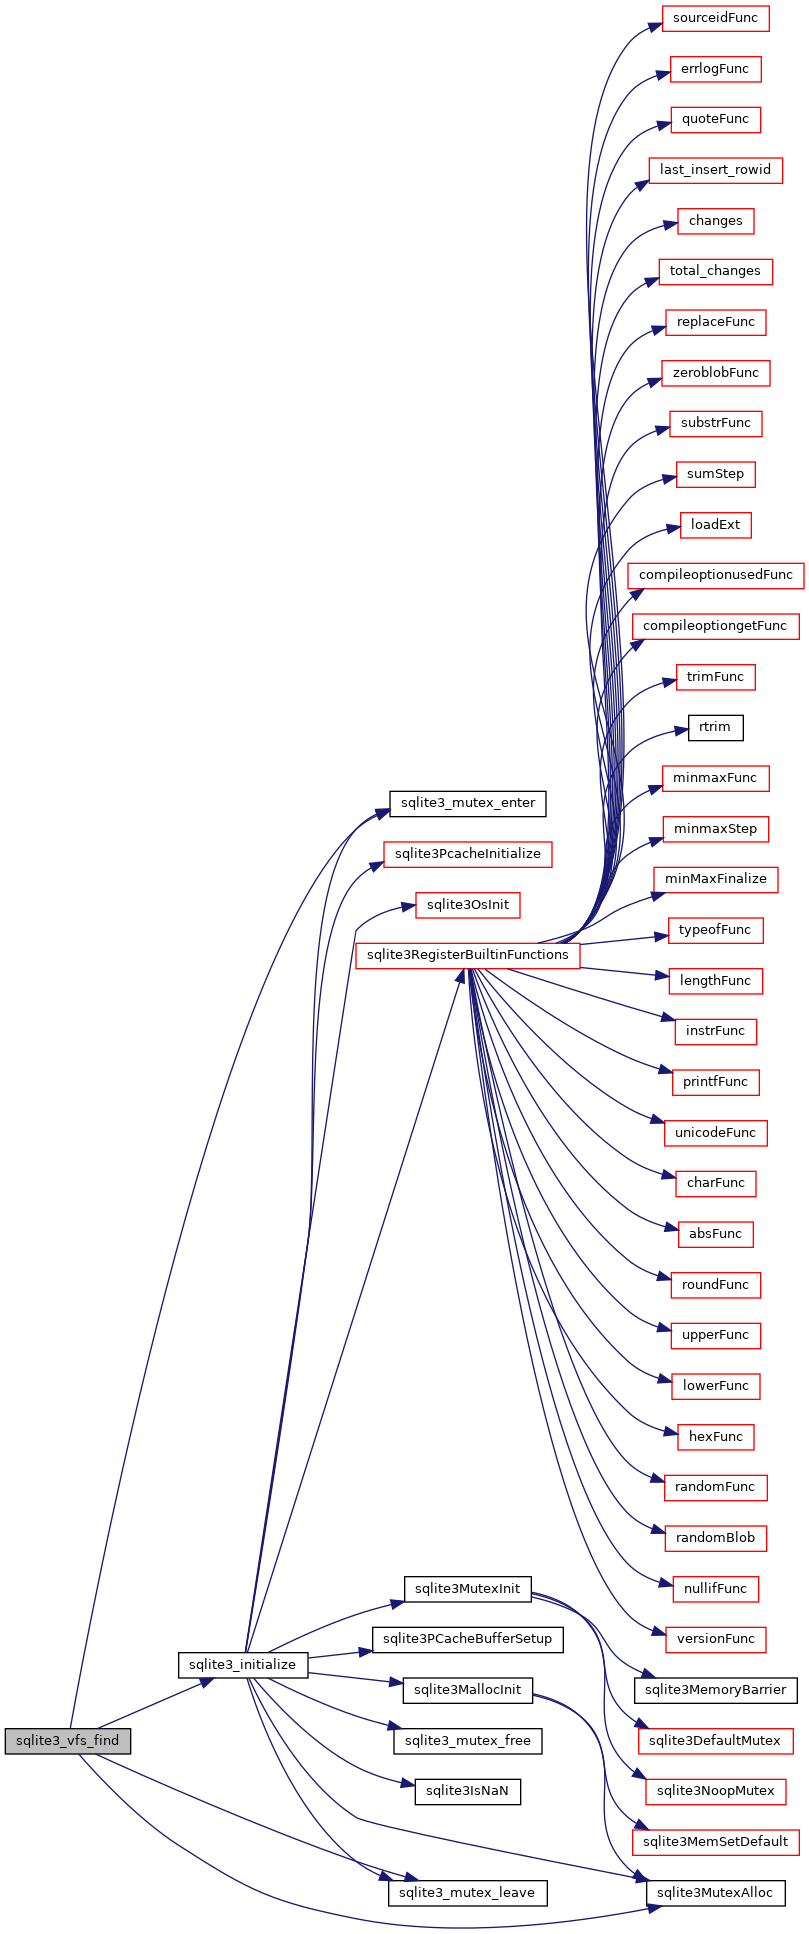 sourceidFunc
errlogFunc
quoteFunc
last_insert_rowid
changes
total_changes
replaceFunc
zeroblobFunc
substrFunc
sumStep
loadExt
compileoptionusedFunc
compileoptiongetFunc
trimFunc
rtrim
minmaxFunc
sqlite3_mutex_enter
minmaxStep
sqlite3PcacheInitialize
minMaxFinalize
sqlite3OsInit
typeofFunc
sqlite3RegisterBuiltinFunctions
lengthFunc
instrFunc
printfFunc
unicodeFunc
charFunc
absFunc
roundFunc
upperFunc
lowerFunc
hexFunc
randomFunc
randomBlob
sqlite3MutexInit
nullifFunc
sqlite3PCacheBufferSetup
versionFunc
sqlite3_initialize
sqlite3MallocInit
sqlite3MemoryBarrier
sqlite3_vfs_find
sqlite3_mutex_free
sqlite3DefaultMutex
sqlite3IsNaN
sqlite3NoopMutex
sqlite3MemSetDefault
sqlite3_mutex_leave
sqlite3MutexAlloc